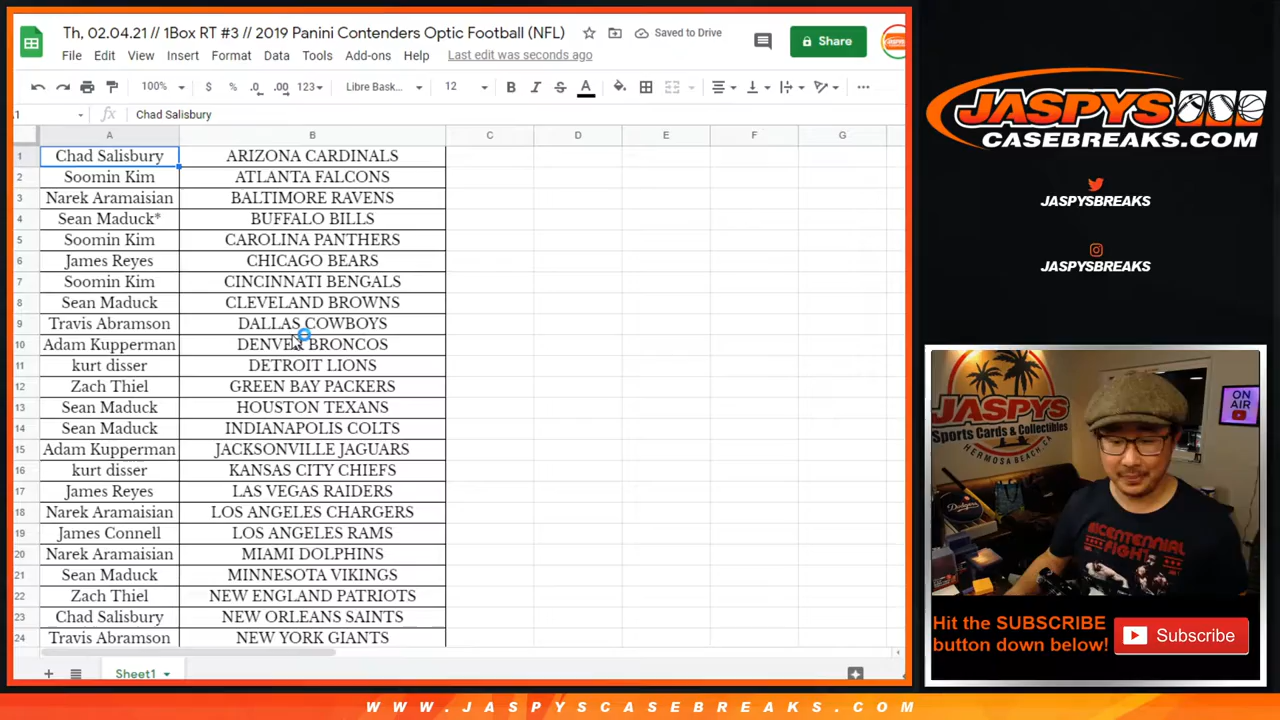 Th, 02.04.21 // 1Box RT #3 // 2019 Panini Contenders Optic Football (NFL) Saved to Drive
Share
File Edit View Insert Format Data Tools Add-ons Help Last edit was seconds ago
100% $ % .0 .00 123 Libre Bask... 12 B I S A
fx Chad Salisbury
A B C D E F G
1 Chad Salisbury ARIZONA CARDINALS
2 Soomin Kim ATLANTA FALCONS
3 Narek Aramaisian BALTIMORE RAVENS
4 Sean Maduck* BUFFALO BILLS
5 Soomin Kim CAROLINA PANTHERS
6 James Reyes CHICAGO BEARS
7 Soomin Kim CINCINNATI BENGALS
8 Sean Maduck CLEVELAND BROWNS
9 Travis Abramson DALLAS COWBOYS
10 Adam Kupperman DENVER BRONCOS
11 kurt disser DETROIT LIONS
12 Zach Thiel GREEN BAY PACKERS
13 Sean Maduck HOUSTON TEXANS
14 Sean Maduck INDIANAPOLIS COLTS
15 Adam Kupperman JACKSONVILLE JAGUARS
16 kurt disser KANSAS CITY CHIEFS
17 James Reyes LAS VEGAS RAIDERS
18 Narek Aramaisian LOS ANGELES CHARGERS
19 James Connell LOS ANGELES RAMS
20 Narek Aramaisian MIAMI DOLPHINS
21 Sean Maduck MINNESOTA VIKINGS
22 Zach Thiel NEW ENGLAND PATRIOTS
23 Chad Salisbury NEW ORLEANS SAINTS
24 Travis Abramson NEW YORK GIANTS
Sheet1
JASPYS
CASEBREAKS.COM
JASPYSBREAKS
JASPYSBREAKS
JASPYS
Sports Cards & Collectibles
HERMOSA BEACH, CA
ON
AIR
Dodgers
BICENTENNIAL
FIGHT
Hit the SUBSCRIBE
button down below!
Subscribe
WWW.JASPYSCASEBREAKS.COM